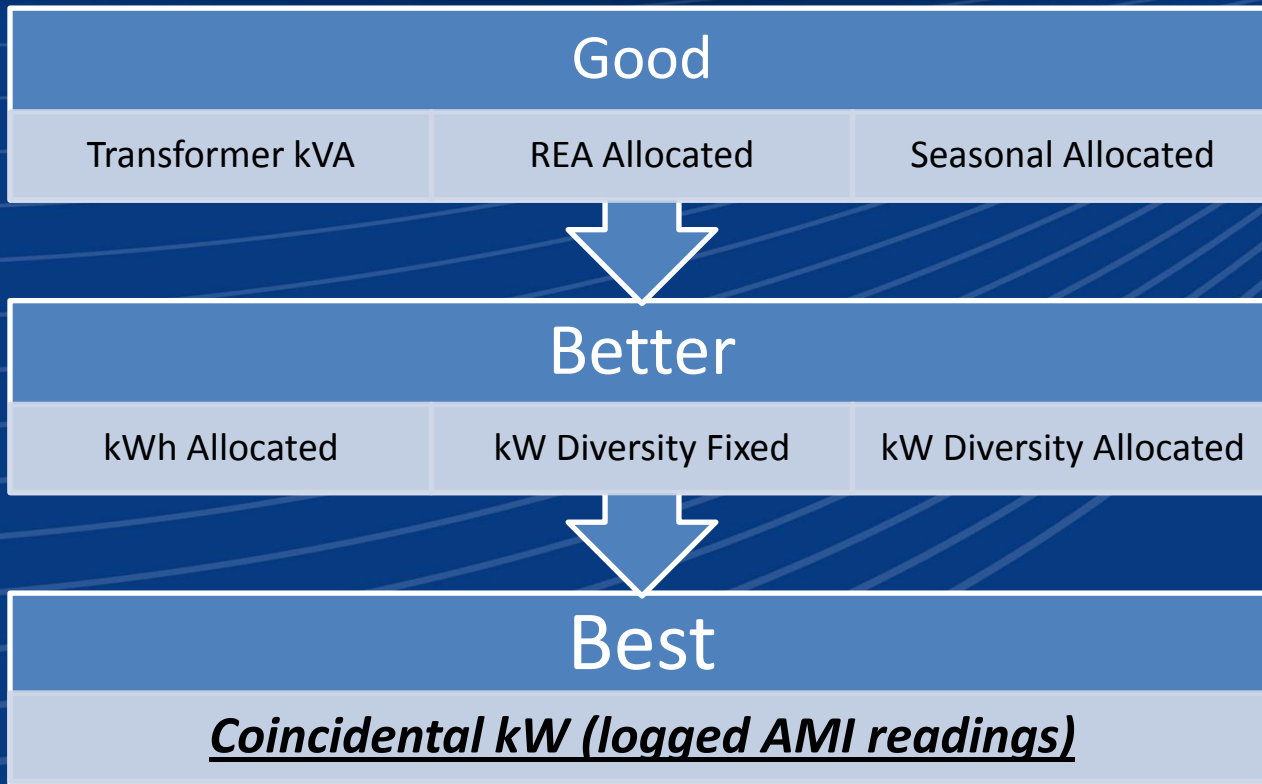 Good
Transformer kVA
REA Allocated
Seasonal Allocated
Better
kWh Allocated
kW Diversity Fixed
kW Diversity Allocated
Best
Coincidental kW (logged AMI readings)